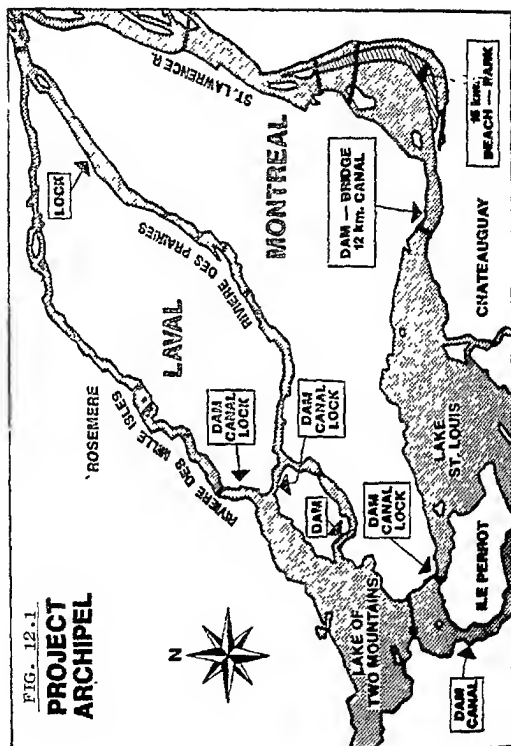 FIG. 12.1
PROJECT
ARCHIPEL
N
ROSEMERE
RIVIERE DES MILLE ISLES
LAVAL
LOCK
RIVIERE DES PRAIRIES
MONTREAL
ST. LAWRENCE R.
DAM
CANAL
LOCK
DAM
CANAL
LOCK
DAM
DAM — BRIDGE
12 km. CANAL
15 km.
BEACH — PARK
LAKE OF
TWO MOUNTAINS
DAM
CANAL
LOCK
LAKE
ST. LOUIS
CHATEAUGUAY
ILE PERROT
DAM
CANAL